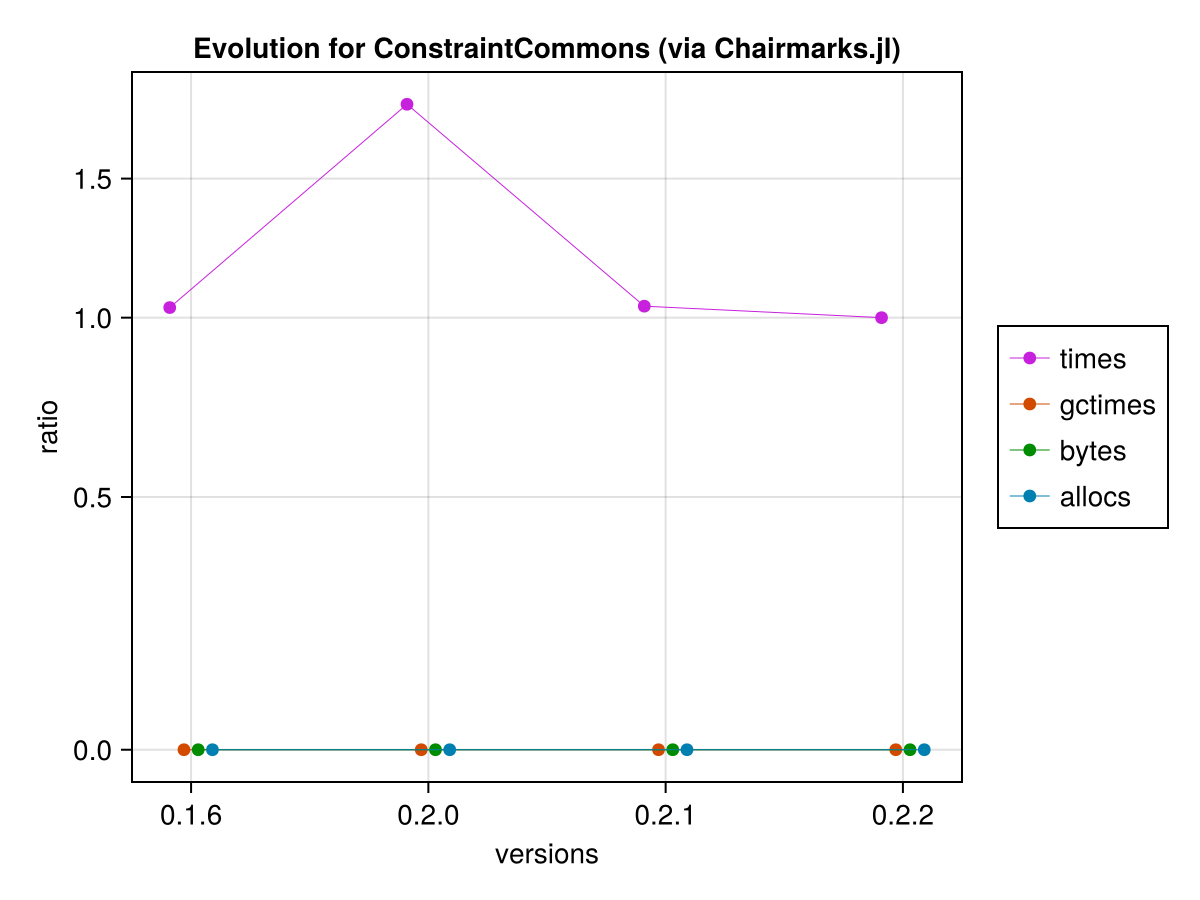 Evolution for ConstraintCommons (via Chairmarks.jl)
1.5
1.0
0.5
0.0
ratio
0.1.6
0.2.0
0.2.1
0.2.2
versions
times
gctimes
bytes
allocs